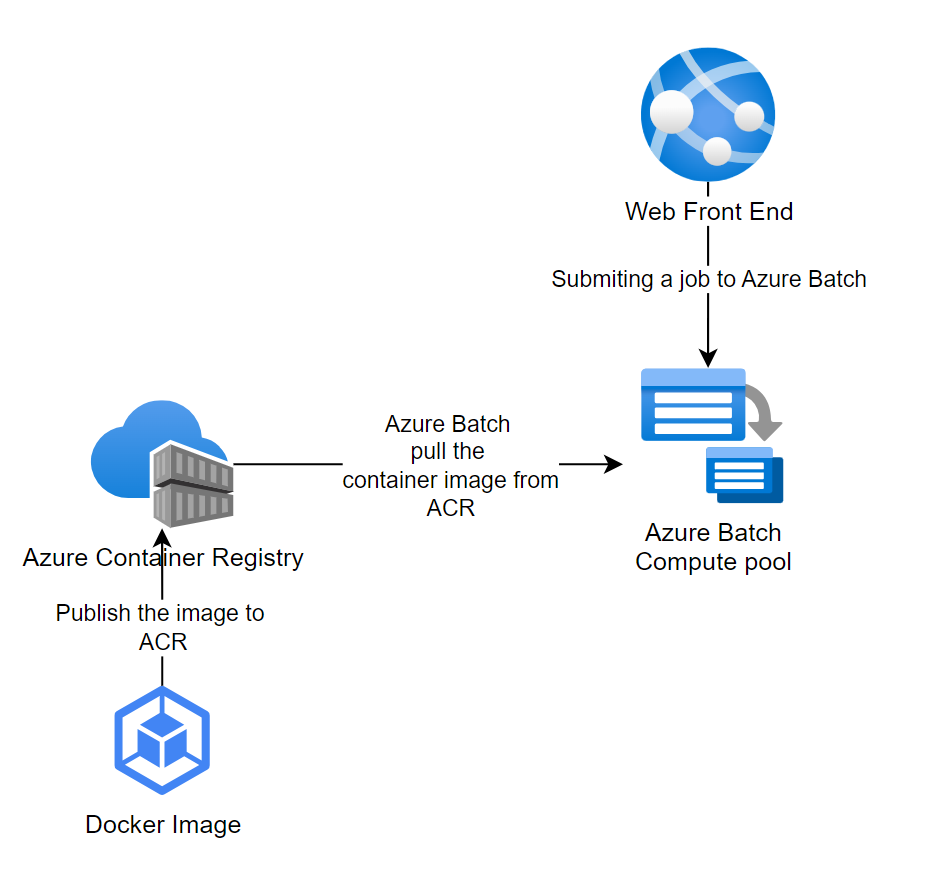 Web Front End
Submiting a job to Azure Batch
Azure Batch
pull the
container image from
ACR
Azure Batch
Compute pool
Azure Container Registry
Publish the image to
ACR
Docker Image